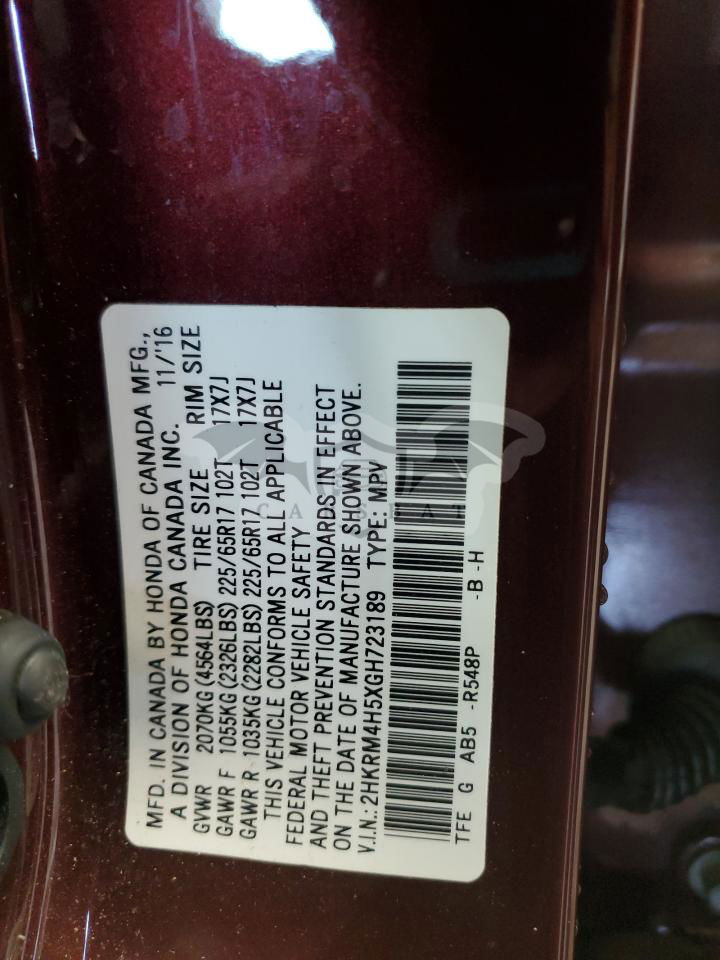 MFD. IN CANADA BY HONDA OF CANADA MFG.,
A DIVISION OF HONDA CANADA INC. 11/'16
GVWR 2070KG (4564LBS) TIRE SIZE RIM SIZE
GAWR F 1055KG (2326LBS) 225/65R17 102T 17X7J
GAWR R 1035KG (2282LBS) 225/65R17 102T 17X7J
THIS VEHICLE CONFORMS TO ALL APPLICABLE
FEDERAL MOTOR VEHICLE SAFETY
AND THEFT PREVENTION STANDARDS IN EFFECT
ON THE DATE OF MANUFACTURE SHOWN ABOVE.
V.I.N.: 2HKRM4H5XGH723189 TYPE: MPV
TFE G AB5 -R548P -B -H